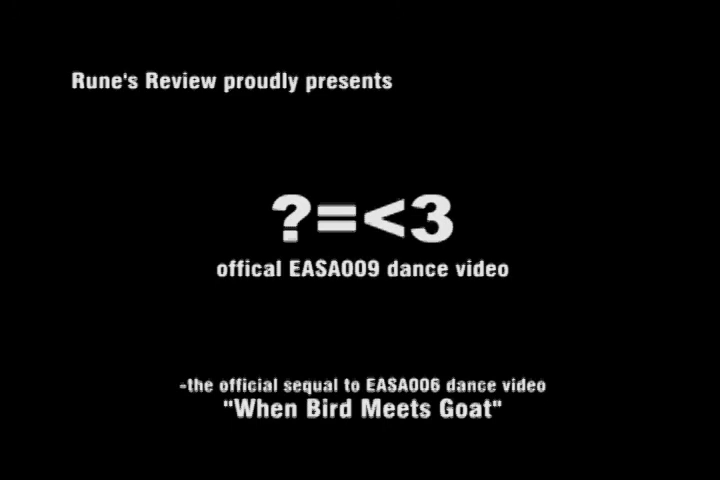 Rune's Review proudly presents
?=<3
offical EASA009 dance video
-the official sequal to EASA006 dance video
"When Bird Meets Goat"